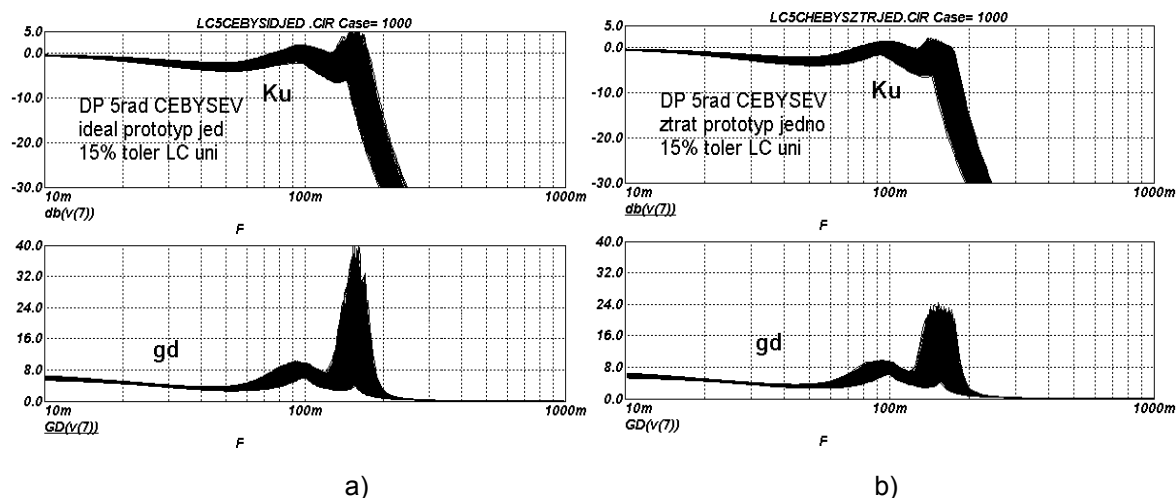 LC5CEBYSIDJED .CIR Case= 1000
5.0
0.0
-10.0
-20.0
-30.0
Ku
DP 5rad CEBYSEV
ideal prototyp jed
15% toler LC uni
10m
100m
1000m
db(v(7))
F
40.0
32.0
24.0
16.0
8.0
0.0
gd
10m
100m
1000m
GD(v(7))
F
a)
LC5CHEBYSZTRJED.CIR Case= 1000
5.0
0.0
-10.0
-20.0
-30.0
Ku
DP 5rad CEBYSEV
ztrat prototyp jedno
15% toler LC uni
10m
100m
1000m
db(v(7))
F
40.0
32.0
24.0
16.0
8.0
0.0
gd
10m
100m
1000m
GD(v(7))
F
b)